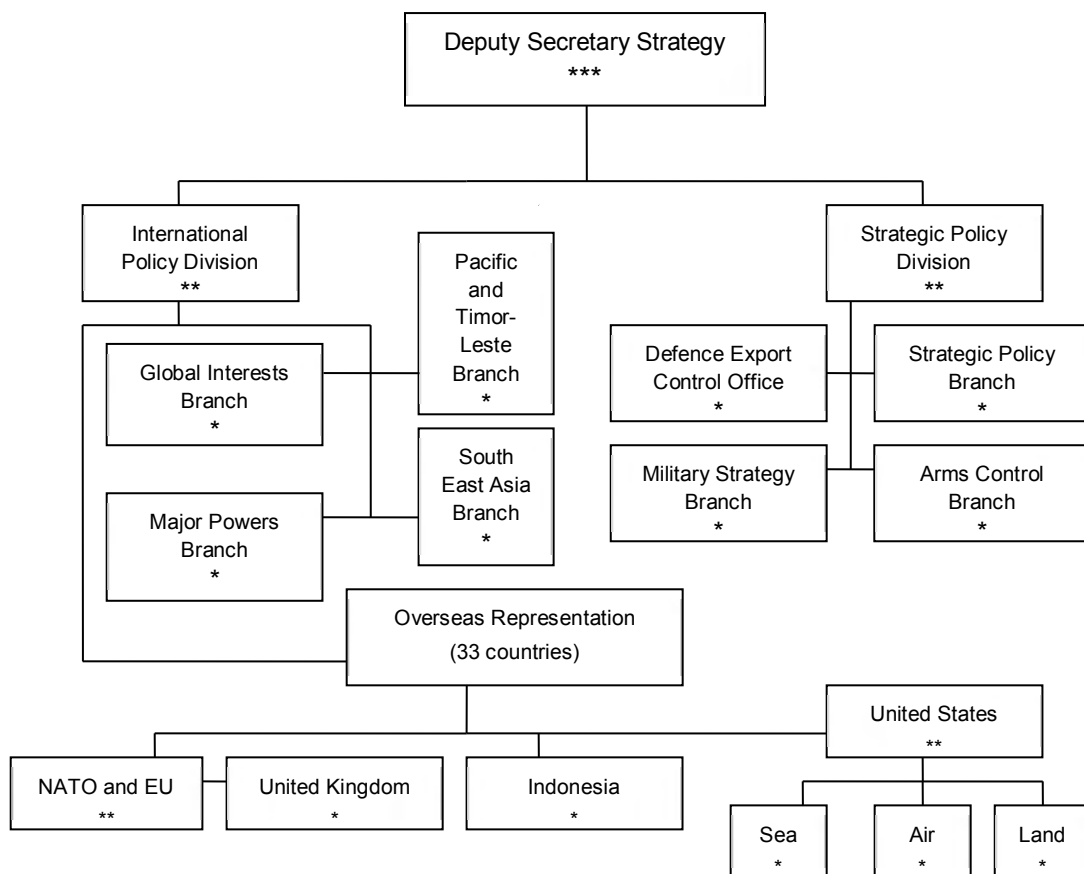 Deputy Secretary Strategy
***
International
Policy Division
**
Strategic Policy
Division
**
Global Interests
Branch
*
Pacific
and
Timor-
Leste
Branch
*
Defence Export
Control Office
*
Strategic Policy
Branch
*
Major Powers
Branch
*
South
East Asia
Branch
*
Military Strategy
Branch
*
Arms Control
Branch
*
Overseas Representation
(33 countries)
United States
**
NATO and EU
**
United Kingdom
*
Indonesia
*
Sea
*
Air
*
Land
*